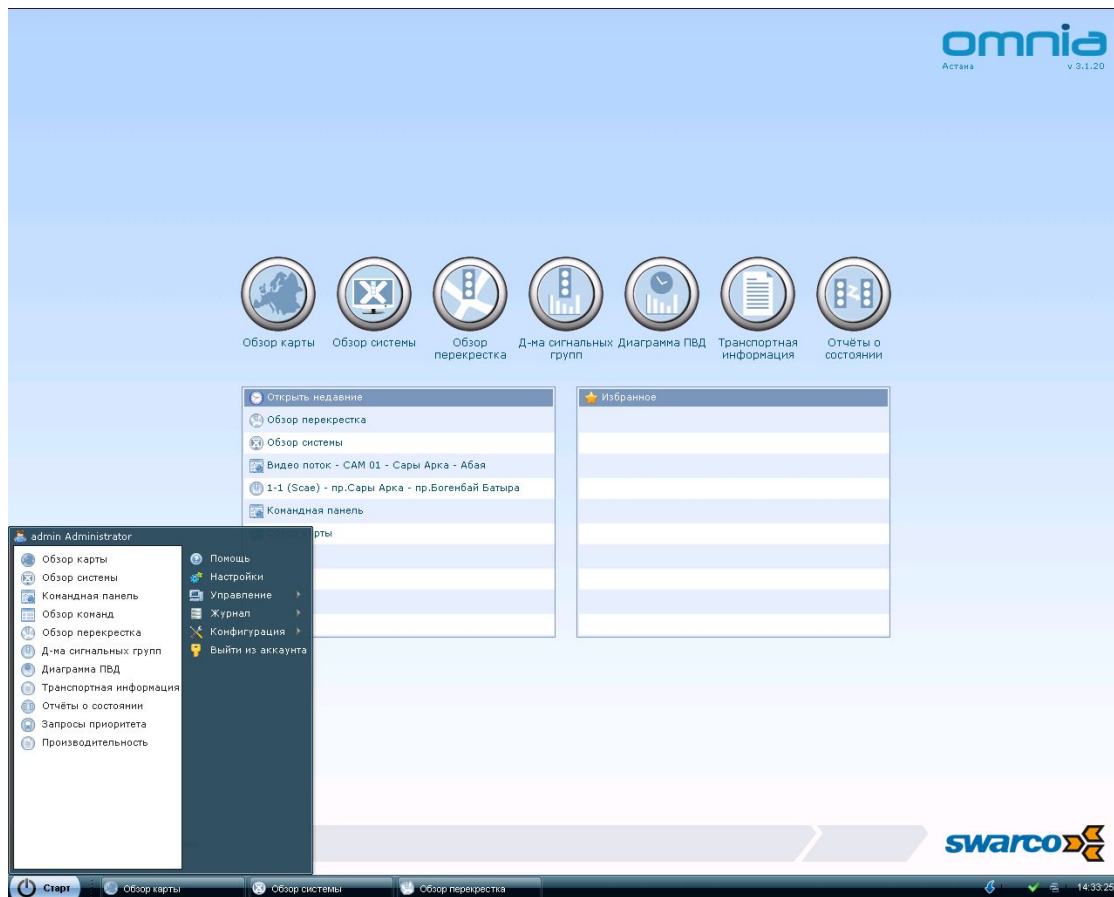 omnia
Астана
v 3.1.20
Обзор карты
Обзор системы
Обзор
перекрестка
Д-ма сигнальных
групп
Диаграмма ПВД
Транспортная
информация
Отчёты о
состоянии
Открыть недавние
Обзор перекрестка
Обзор системы
Видео поток - CAM 01 - Сары Арка - Абая
1-1 (Scae) - пр.Сары Арка - пр.Богенбай Батыра
Командная панель
рты
Избранное
admin Administrator
Обзор карты
Обзор системы
Командная панель
Обзор команд
Обзор перекрестка
Д-ма сигнальных групп
Диаграмма ПВД
Транспортная информация
Отчёты о состоянии
Запросы приоритета
Производительность
Помощь
Настройки
Управление
Журнал
Конфигурация
Выйти из аккаунта
swarco
Старт
Обзор карты
Обзор системы
Обзор перекрестка
14:33:25